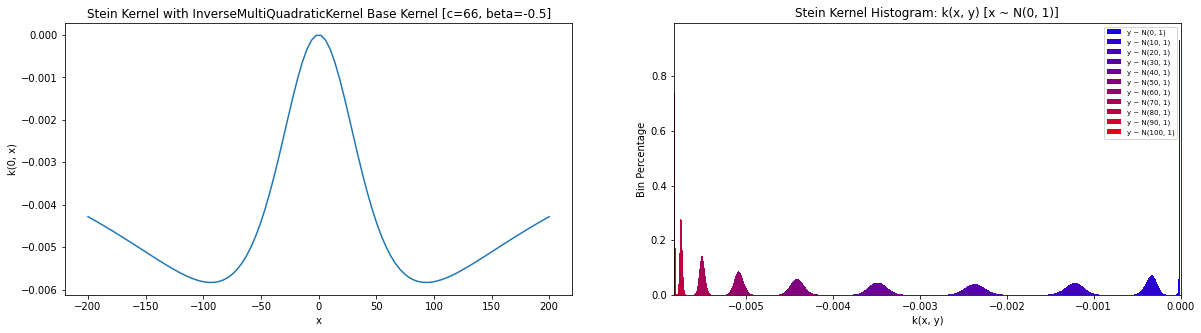 Stein Kernel with InverseMultiQuadraticKernel Base Kernel [c=66, beta=-0.5]
0.000
−0.001
−0.002
−0.003
−0.004
−0.005
−0.006
k(0, x)
−200
−150
−100
−50
0
50
100
150
200
x
Stein Kernel Histogram: k(x, y) [x ~ N(0, 1)]
y ~ N(0, 1)
y ~ N(10, 1)
y ~ N(20, 1)
y ~ N(30, 1)
y ~ N(40, 1)
y ~ N(50, 1)
y ~ N(60, 1)
y ~ N(70, 1)
y ~ N(80, 1)
y ~ N(90, 1)
y ~ N(100, 1)
0.8
0.6
0.4
0.2
0.0
Bin Percentage
−0.005
−0.004
−0.003
−0.002
−0.001
0.000
k(x, y)